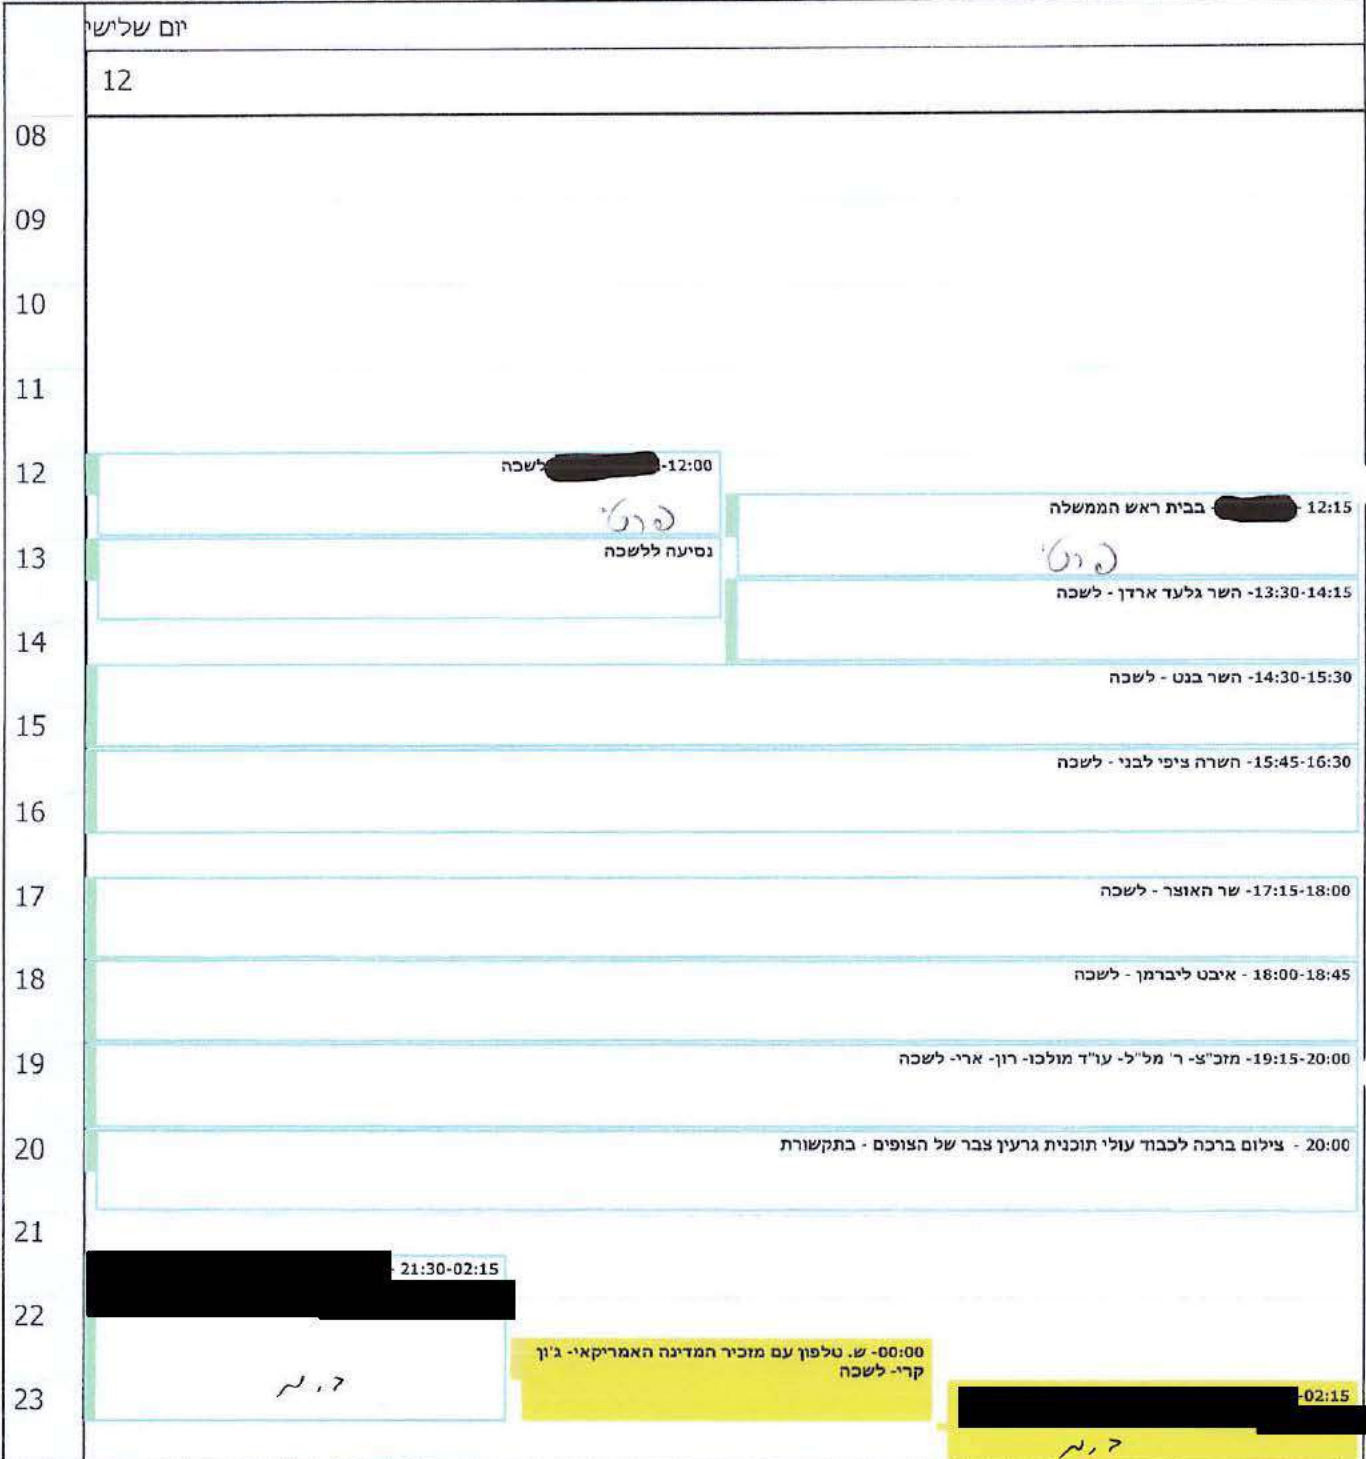 יום שלישי
12
08
09
10
11
12
12:00- לשכה
פרטי
12:15 - - בבית ראש הממשלה
פרטי
13
נסיעה ללשכה
13:30-14:15- השר גלעד ארדן - לשכה
14
14:30-15:30- השר בנט - לשכה
15
15:45-16:30- השרה ציפי לבני - לשכה
16
17
17:15-18:00- שר האוצר - לשכה
18
18:00-18:45 - איבט ליברמן - לשכה
19
19:15-20:00- מזכ"צ- ר' מל"ל- עו"ד מולכו- רון- ארי- לשכה
20
20:00 - צילום ברכה לכבוד עולי תוכנית גרעין צבר של הצופים - בתקשורת
21
21:30-02:15 -
22
00:00- ש. טלפון עם מזכיר המדינה האמריקאי- ג'ון
קרי- לשכה
23
02:15-